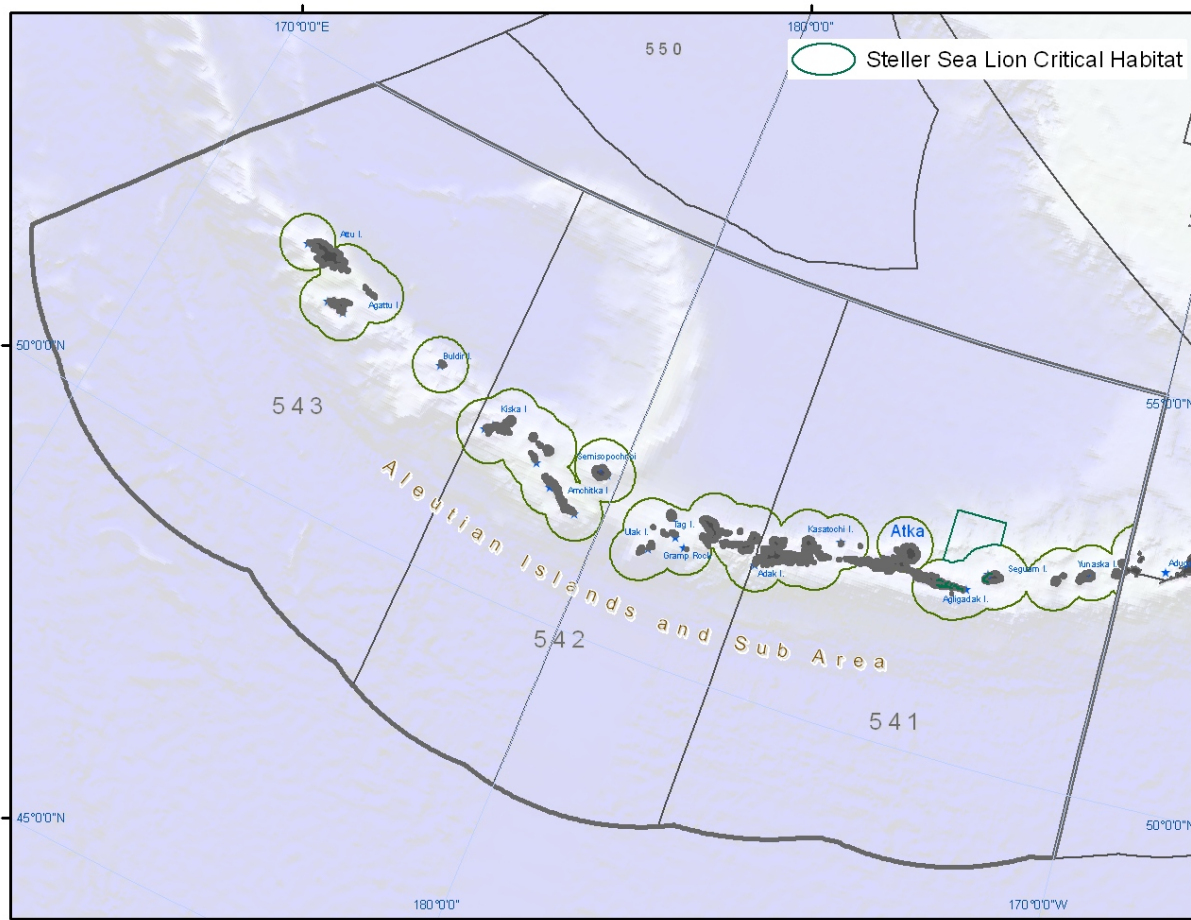 170°0'0"E
180°0'0"
550
Steller Sea Lion Critical Habitat
Attu I.
Agattu I
50°0'0"N
Buldir I.
543
55°0'0"N
Kiska I
Semisopochnoi
Amchitka I.
Aleutian Islands and Sub Area
Ulak I.
Tag I.
Kasatochi I.
Atka
Gramp Rock
Adak I.
Seguam I.
Yunaska I.
Agligadak I.
542
541
45°0'0"N
50°0'0"N
180°0'0"
170°0'0"W